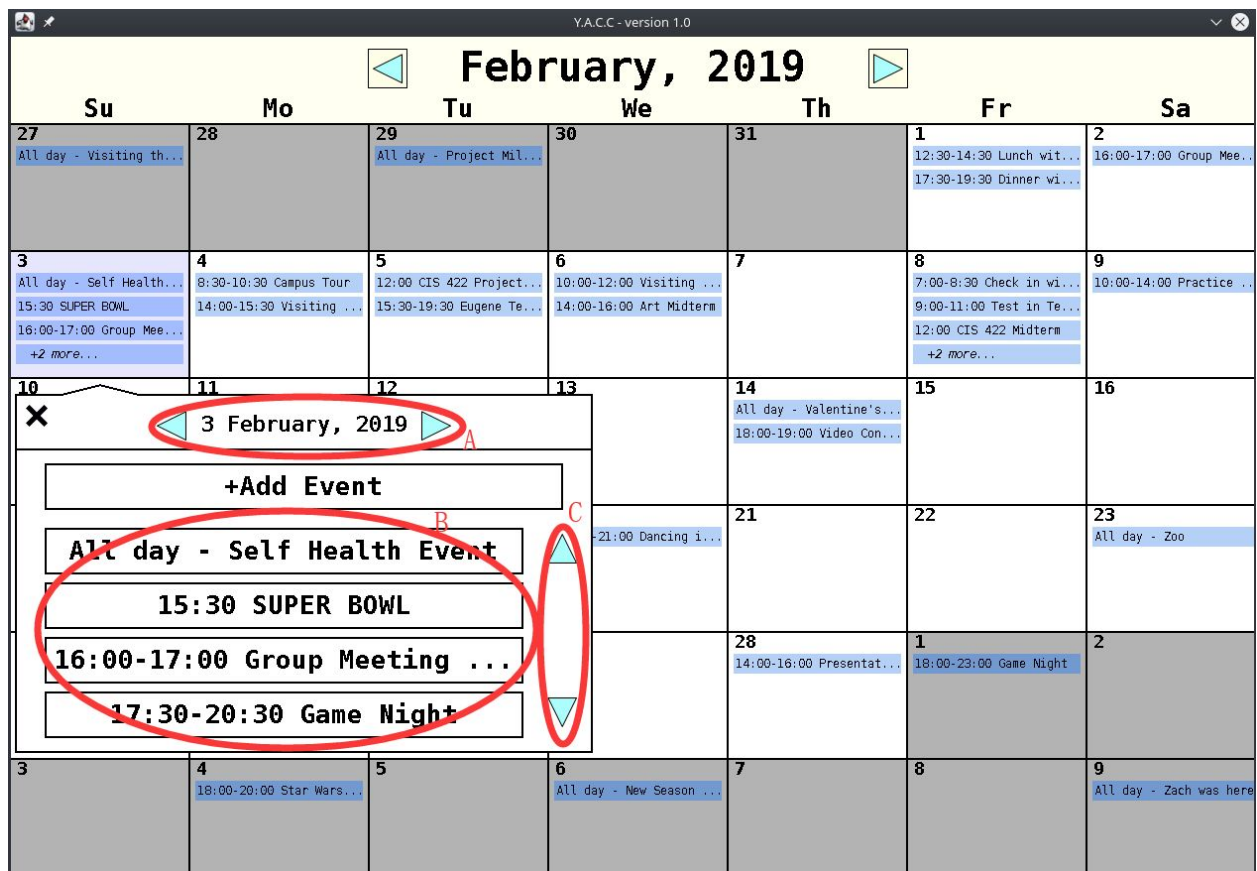 Y.A.C.C - version 1.0
February, 2019
Su Mo Tu We Th Fr Sa
27 28 29 30 31 1 2
All day - Visiting th... All day - Project Mil... 12:30-14:30 Lunch wit... 16:00-17:00 Group Mee..
17:30-19:30 Dinner wi...
3 4 5 6 7 8 9
All day - Self Health... 8:30-10:30 Campus Tour 12:00 CIS 422 Project... 10:00-12:00 Visiting ... 7:00-8:30 Check in wi... 10:00-14:00 Practice ..
15:30 SUPER BOWL 14:00-15:30 Visiting ... 15:30-19:30 Eugene Te... 14:00-16:00 Art Midterm 9:00-11:00 Test in Te...
16:00-17:00 Group Mee... 12:00 CIS 422 Midterm
+2 more... +2 more...
10 11 12 13 14 15 16
All day - Valentine's...
18:00-19:00 Video Con...
3 February, 2019
A
+Add Event
B C
All day - Self Health Event
15:30 SUPER BOWL
16:00-17:00 Group Meeting ...
17:30-20:30 Game Night
21 22 23
-21:00 Dancing i... All day - Zoo
28 1 2
14:00-16:00 Presentat... 18:00-23:00 Game Night
3 4 5 6 7 8 9
18:00-20:00 Star Wars... All day - New Season ... All day - Zach was here